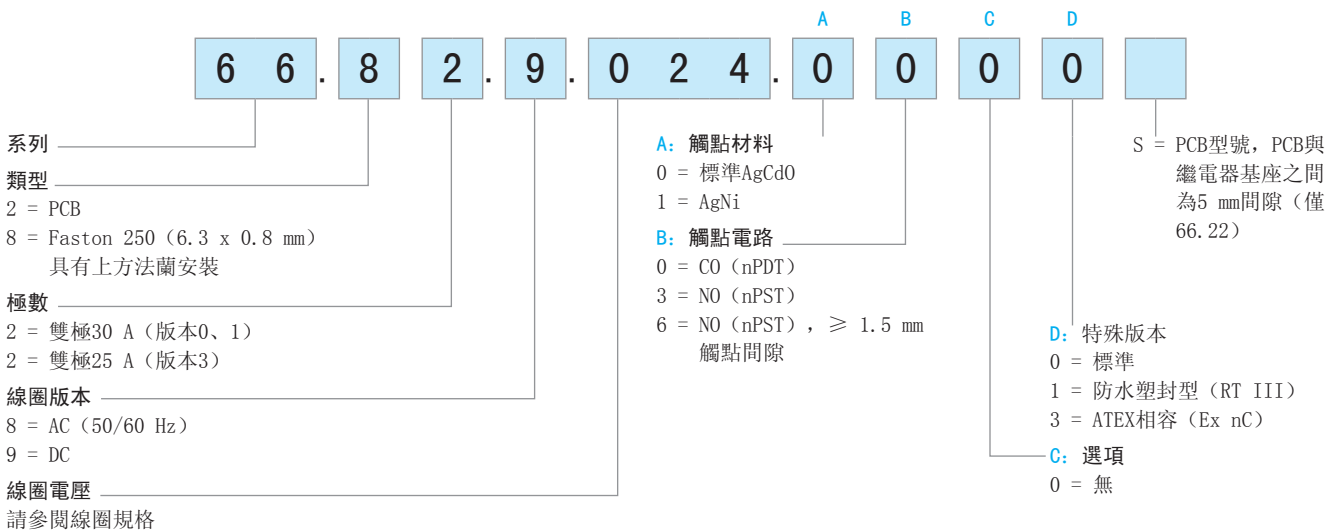 A B C D
6 6 . 8 2 . 9 . 0 2 4 . 0 0 0 0
系列
類型
2 = PCB
8 = Faston 250（6.3 x 0.8 mm）
具有上方法蘭安裝
極數
2 = 雙極30 A（版本0、1）
2 = 雙極25 A（版本3）
線圈版本
8 = AC（50/60 Hz）
9 = DC
線圈電壓
請參閱線圈規格
A：觸點材料
0 = 標準AgCdO
1 = AgNi
B：觸點電路
0 = CO（nPDT）
3 = NO（nPST）
6 = NO（nPST），≥ 1.5 mm
觸點間隙
S = PCB型號，PCB與
繼電器基座之間
為5 mm間隙（僅
66.22）
D：特殊版本
0 = 標準
1 = 防水塑封型（RT III）
3 = ATEX相容（Ex nC）
C：選項
0 = 無